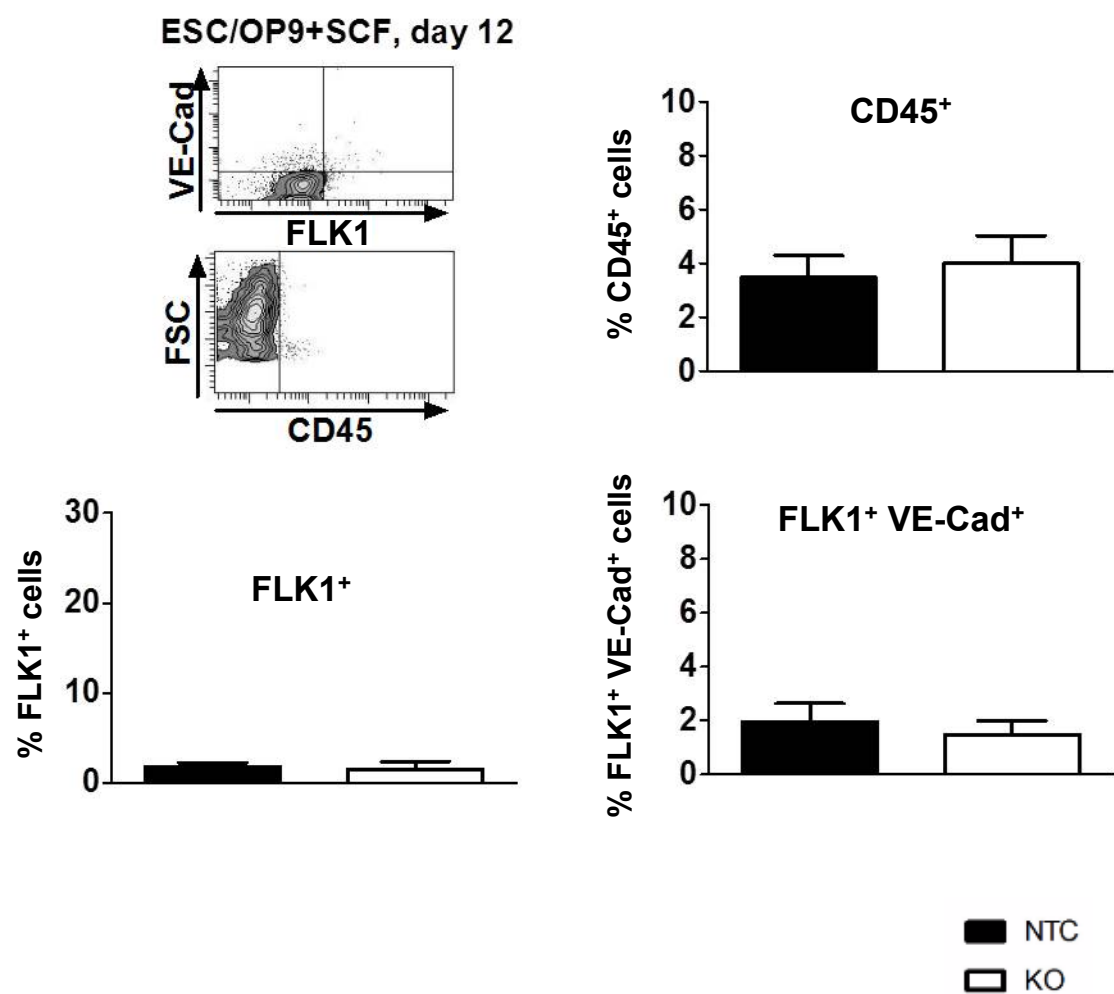 ESC/OP9+SCF, day 12
VE-Cad
FLK1
FSC
CD45
CD45⁺
% CD45⁺ cells
10
8
6
4
2
0
FLK1⁺
% FLK1⁺ cells
30
20
10
0
FLK1⁺ VE-Cad⁺
% FLK1⁺ VE-Cad⁺ cells
10
8
6
4
2
0
NTC
KO